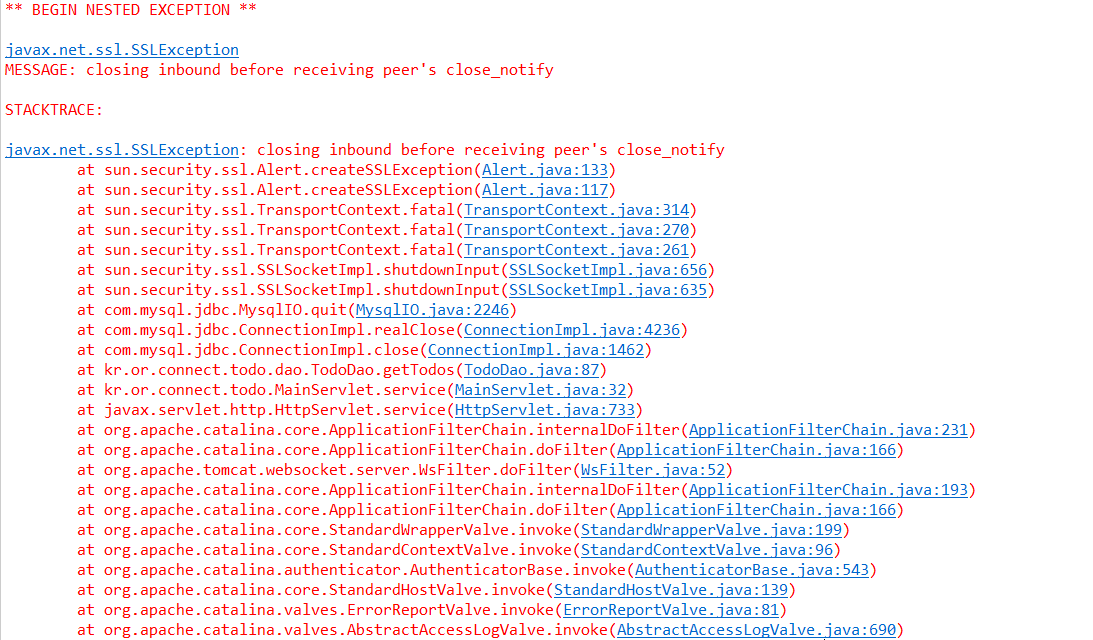 ** BEGIN NESTED EXCEPTION **
javax.net.ssl.SSLException
MESSAGE: closing inbound before receiving peer's close_notify
STACKTRACE:
javax.net.ssl.SSLException: closing inbound before receiving peer's close_notify
at sun.security.ssl.Alert.createSSLException(Alert.java:133)
at sun.security.ssl.Alert.createSSLException(Alert.java:117)
at sun.security.ssl.TransportContext.fatal(TransportContext.java:314)
at sun.security.ssl.TransportContext.fatal(TransportContext.java:270)
at sun.security.ssl.TransportContext.fatal(TransportContext.java:261)
at sun.security.ssl.SSLSocketImpl.shutdownInput(SSLSocketImpl.java:656)
at sun.security.ssl.SSLSocketImpl.shutdownInput(SSLSocketImpl.java:635)
at com.mysql.jdbc.MysqlIO.quit(MysqlIO.java:2246)
at com.mysql.jdbc.ConnectionImpl.realClose(ConnectionImpl.java:4236)
at com.mysql.jdbc.ConnectionImpl.close(ConnectionImpl.java:1462)
at kr.or.connect.todo.dao.TodoDao.getTodos(TodoDao.java:87)
at kr.or.connect.todo.MainServlet.service(MainServlet.java:32)
at javax.servlet.http.HttpServlet.service(HttpServlet.java:733)
at org.apache.catalina.core.ApplicationFilterChain.internalDoFilter(ApplicationFilterChain.java:231)
at org.apache.catalina.core.ApplicationFilterChain.doFilter(ApplicationFilterChain.java:166)
at org.apache.tomcat.websocket.server.WsFilter.doFilter(WsFilter.java:52)
at org.apache.catalina.core.ApplicationFilterChain.internalDoFilter(ApplicationFilterChain.java:193)
at org.apache.catalina.core.ApplicationFilterChain.doFilter(ApplicationFilterChain.java:166)
at org.apache.catalina.core.StandardWrapperValve.invoke(StandardWrapperValve.java:199)
at org.apache.catalina.core.StandardContextValve.invoke(StandardContextValve.java:96)
at org.apache.catalina.authenticator.AuthenticatorBase.invoke(AuthenticatorBase.java:543)
at org.apache.catalina.core.StandardHostValve.invoke(StandardHostValve.java:139)
at org.apache.catalina.valves.ErrorReportValve.invoke(ErrorReportValve.java:81)
at org.apache.catalina.valves.AbstractAccessLogValve.invoke(AbstractAccessLogValve.java:690)